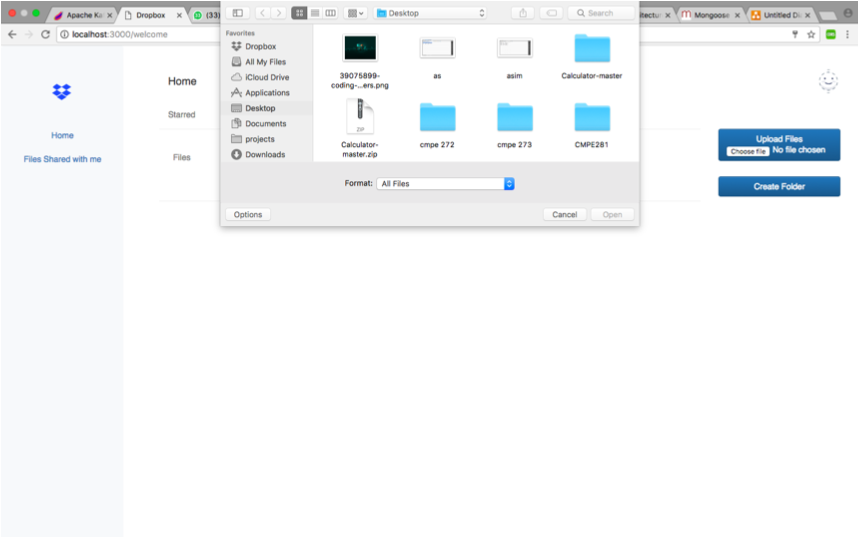 Apache Ka
Dropbox
(33)
Desktop
Search
itectur
Mongoose
Untitled Di
localhost:3000/welcome
Favorites
Dropbox
All My Files
iCloud Drive
Applications
Desktop
Documents
projects
Downloads
39075899-
coding-...ers.png
as
asim
Calculator-master
ZIP
Calculator-
master.zip
cmpe 272
cmpe 273
CMPE281
Format: All Files
Options
Cancel
Open
Home
Files Shared with me
Home
Starred
Files
Upload Files
Choose file No file chosen
Create Folder